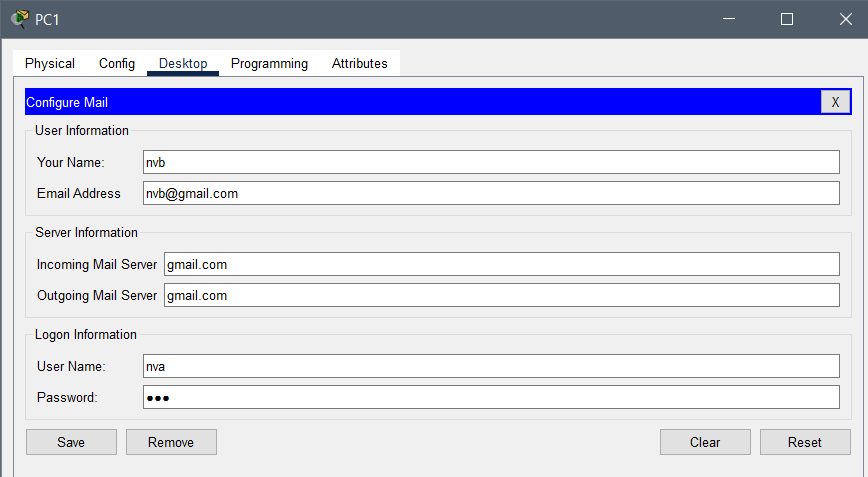 PC1
Physical Config Desktop Programming Attributes
Configure Mail X
User Information
Your Name: nvb
Email Address nvb@gmail.com
Server Information
Incoming Mail Server gmail.com
Outgoing Mail Server gmail.com
Logon Information
User Name: nva
Password: ●●●
Save Remove Clear Reset